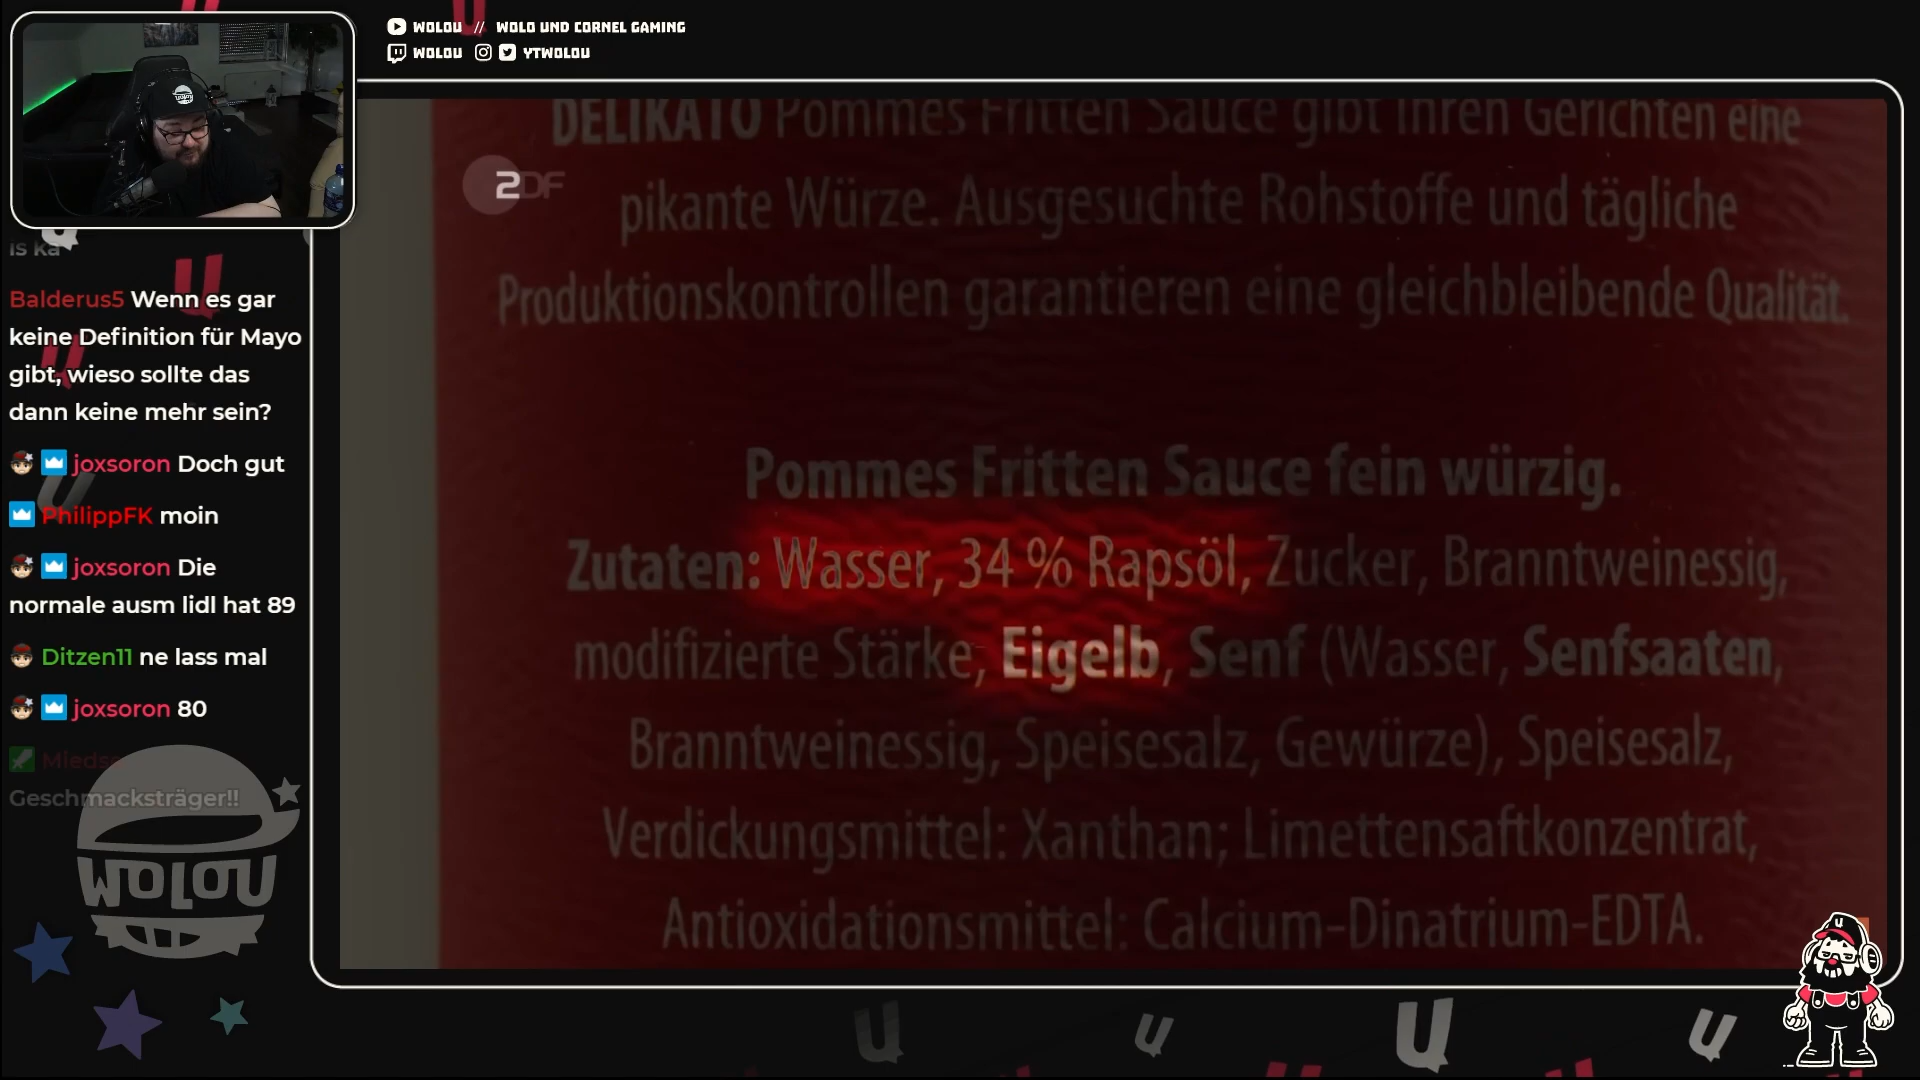 WOLOU // WOLO UND CORNEL GAMING
WOLOU YTWOLOU
is ka
Balderus5 Wenn es gar
keine Definition für Mayo
gibt, wieso sollte das
dann keine mehr sein?
joxsoron Doch gut
PhilippFK moin
joxsoron Die
normale ausm lidl hat 89
Ditzen11 ne lass mal
joxsoron 80
Geschmacksträger!!
WOLOU
2DF
DELIKATO Pommes Fritten Sauce gibt Ihren Gerichten eine
pikante Würze. Ausgesuchte Rohstoffe und tägliche
Produktionskontrollen garantieren eine gleichbleibende Qualität.
Pommes Fritten Sauce fein würzig.
Zutaten: Wasser, 34 % Rapsöl, Zucker, Branntweinessig,
modifizierte Stärke, Eigelb, Senf (Wasser, Senfsaaten,
Branntweinessig, Speisesalz, Gewürze), Speisesalz,
Verdickungsmittel: Xanthan; Limettensaftkonzentrat,
Antioxidationsmittel: Calcium-Dinatrium-EDTA.